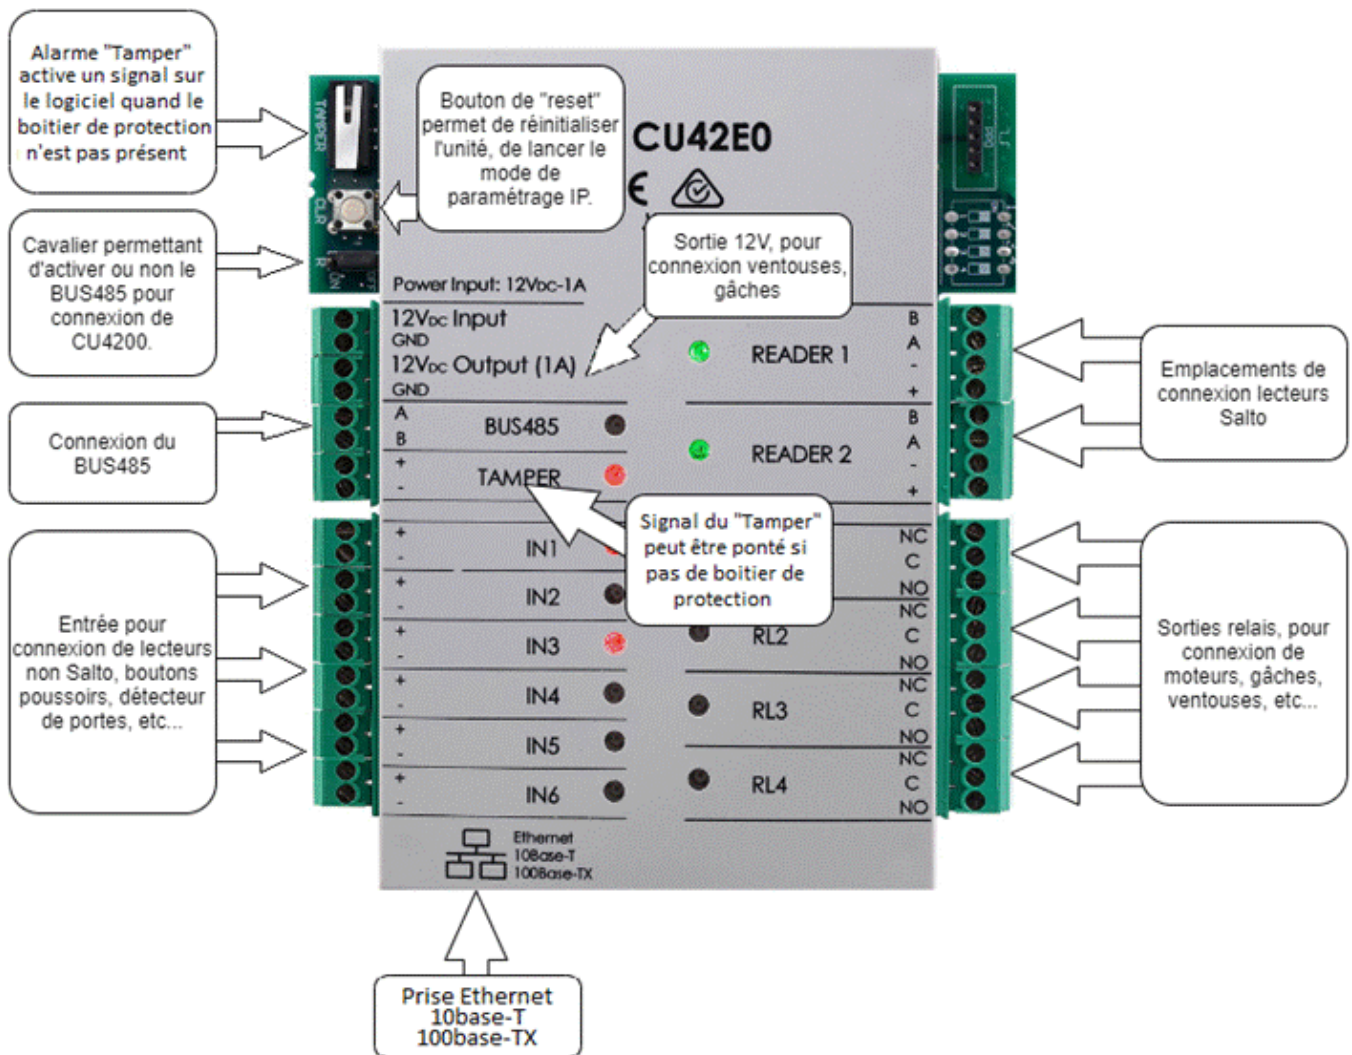 Alarme "Tamper"
active un signal sur
le logiciel quand le
boitier de protection
n'est pas présent
Bouton de "reset"
permet de réinitialiser
l'unité, de lancer le
mode de
paramétrage IP.
CU42E0
TAMPER
CLR
Cavalier permettant
d'activer ou non le
BUS485 pour
connexion de
CU4200.
R
ON
OFF
Sortie 12V, pour
connexion ventouses,
gâches
Power Input: 12VDC-1A
12VDC Input
GND
12VDC Output (1A)
GND
READER 1
B
A
-
+
Emplacements de
connexion lecteurs
Salto
Connexion du
BUS485
A
B
BUS485
READER 2
B
A
-
+
+
-
TAMPER
Signal du "Tamper"
peut être ponté si
pas de boitier de
protection
Entrée pour
connexion de lecteurs
non Salto, boutons
poussoirs, détecteur
de portes, etc...
+
-
IN1
+
-
IN2
+
-
IN3
+
-
IN4
+
-
IN5
+
-
IN6
NC
C
NO
RL2
NC
C
NO
RL3
NC
C
NO
RL4
NC
C
NO
Sorties relais, pour
connexion de
moteurs, gâches,
ventouses, etc...
Ethernet
10Base-T
100Base-TX
Prise Ethernet
10base-T
100base-TX